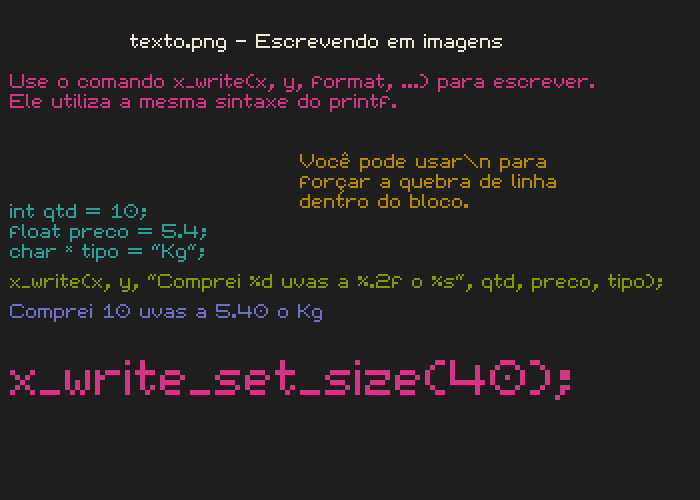 texto.png - Escrevendo em imagens
Use o comando x_write(x, y, format, ...) para escrever.
Ele utiliza a mesma sintaxe do printf.
Você pode usar\n para
forçar a quebra de linha
dentro do bloco.
int qtd = 10;
float preco = 5.4;
char * tipo = "Kg";
x_write(x, y, "Comprei %d uvas a %.2f o %s", qtd, preco, tipo);
Comprei 10 uvas a 5.40 o Kg
x_write_set_size(40);